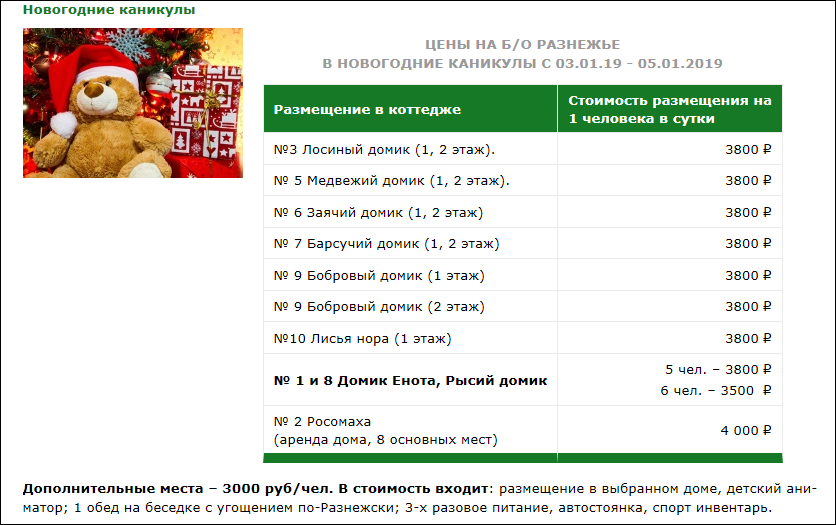 Новогодние каникулы
ЦЕНЫ НА Б/О РАЗНЕЖЬЕ
В НОВОГОДНИЕ КАНИКУЛЫ С 03.01.19 - 05.01.2019
Размещение в коттедже
Стоимость размещения на
1 человека в сутки
№3 Лосиный домик (1, 2 этаж). 3800 ₽
№ 5 Медвежий домик (1, 2 этаж). 3800 ₽
№ 6 Заячий домик (1, 2 этаж) 3800 ₽
№ 7 Барсучий домик (1, 2 этаж) 3800 ₽
№ 9 Бобровый домик (1 этаж) 3800 ₽
№ 9 Бобровый домик (2 этаж) 3800 ₽
№10 Лисья нора (1 этаж) 3800 ₽
№ 1 и 8 Домик Енота, Рысий домик
5 чел. – 3800 ₽
6 чел. – 3500 ₽
№ 2 Росомаха
(аренда дома, 8 основных мест)
4 000 ₽
Дополнительные места – 3000 руб/чел. В стоимость входит: размещение в выбранном доме, детский ани-
матор; 1 обед на беседке с угощением по-Разнежски; 3-х разовое питание, автостоянка, спорт инвентарь.